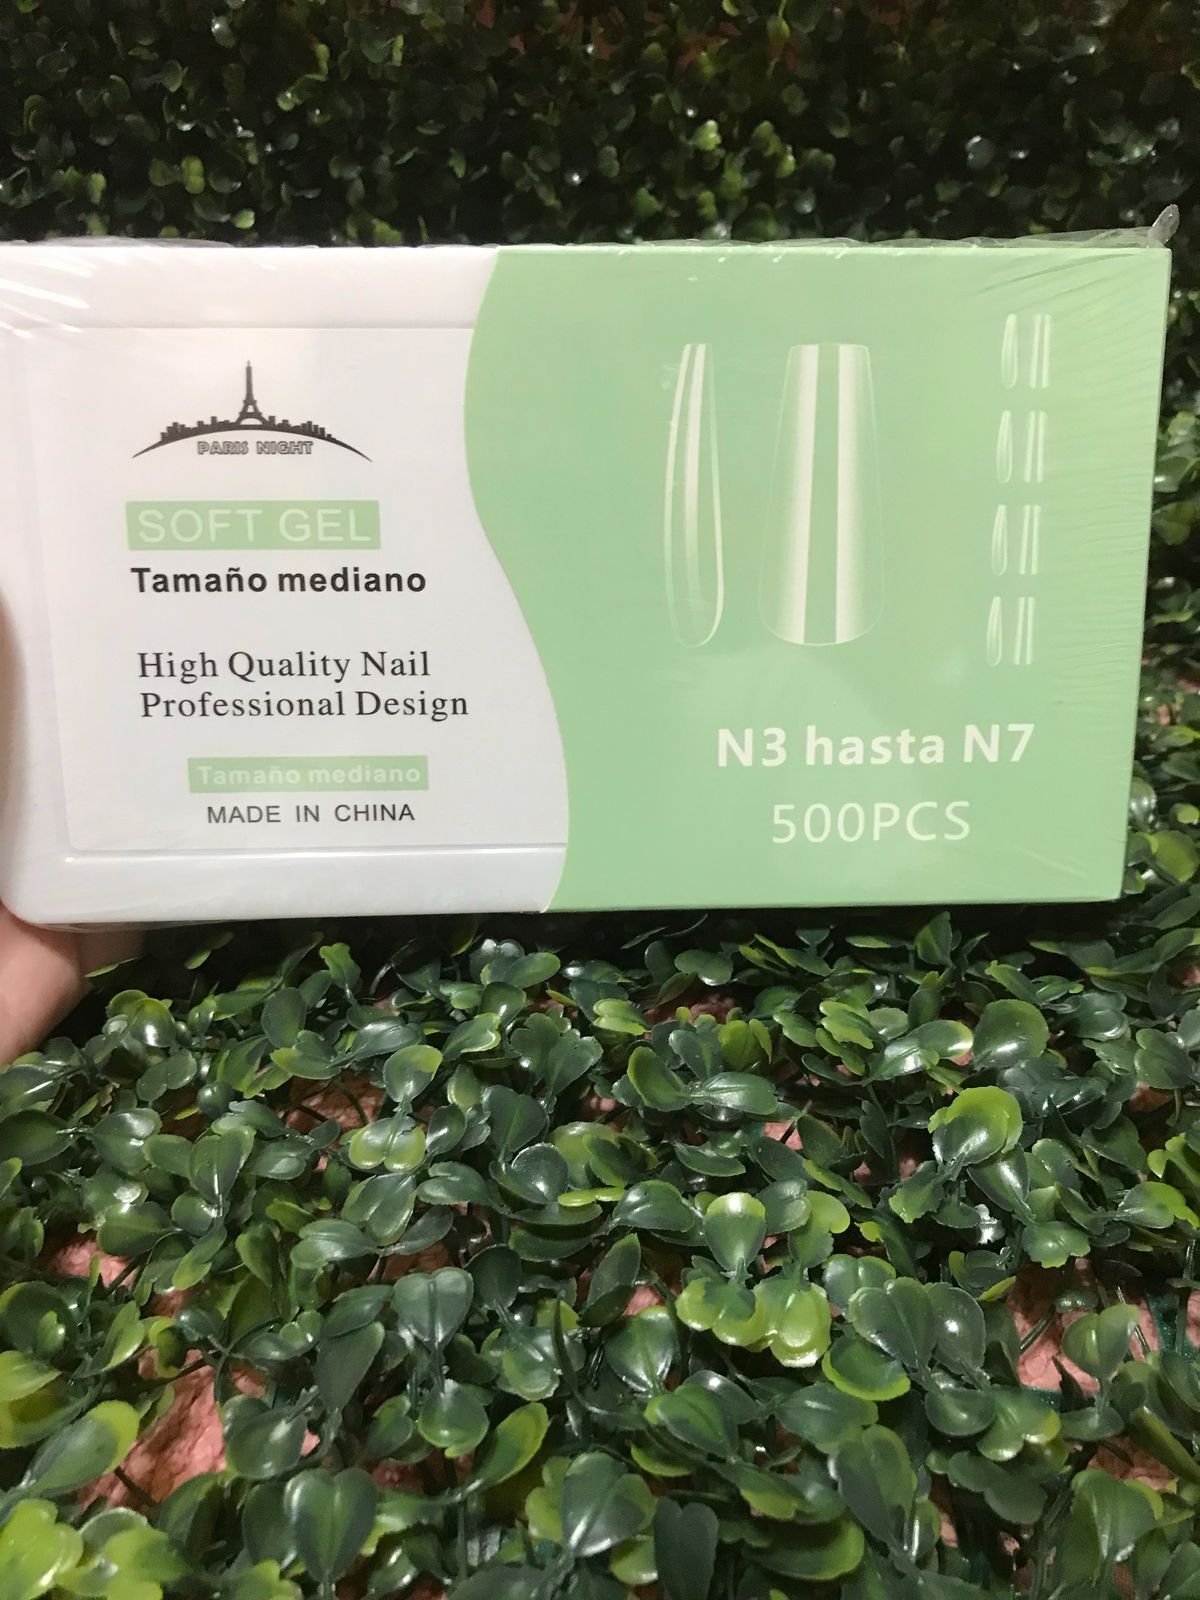 PARIS NIGHT
SOFT GEL
Tamaño mediano
High Quality Nail
Professional Design
Tamaño mediano
MADE IN CHINA
N3 hasta N7
500PCS